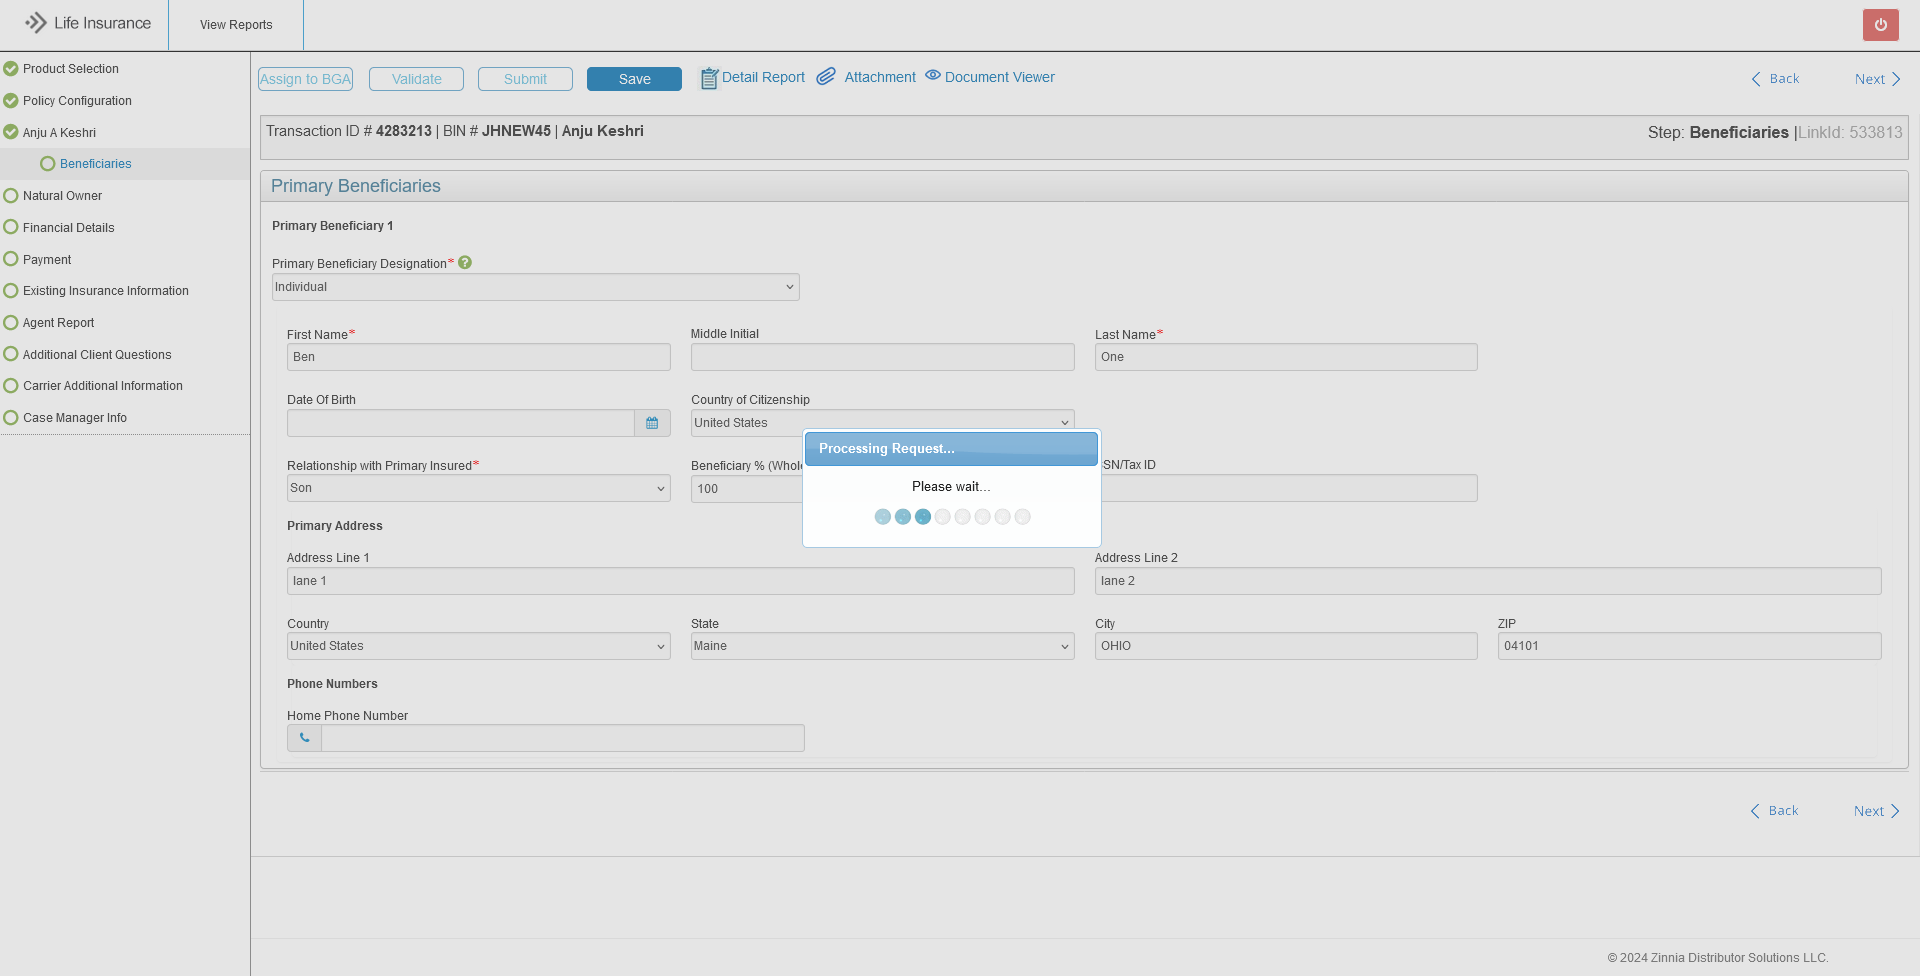 Life Insurance
View Reports
Product Selection
Policy Configuration
Anju A Keshri
Beneficiaries
Natural Owner
Financial Details
Payment
Existing Insurance Information
Agent Report
Additional Client Questions
Carrier Additional Information
Case Manager Info
Assign to BGA Validate Submit Save Detail Report Attachment Document Viewer Back Next
Transaction ID # 4283213 | BIN # JHNEW45 | Anju Keshri
Step: Beneficiaries |LinkId: 533813
Primary Beneficiaries
Primary Beneficiary 1
Primary Beneficiary Designation* ?
Individual
First Name* Middle Initial Last Name*
Ben One
Date Of Birth Country of Citizenship
United States
Processing Request...
Please wait...
Relationship with Primary Insured* Beneficiary % (Whole SN/Tax ID
Son 100
Primary Address
Address Line 1 Address Line 2
lane 1 lane 2
Country State City ZIP
United States Maine OHIO 04101
Phone Numbers
Home Phone Number
Back Next
© 2024 Zinnia Distributor Solutions LLC.